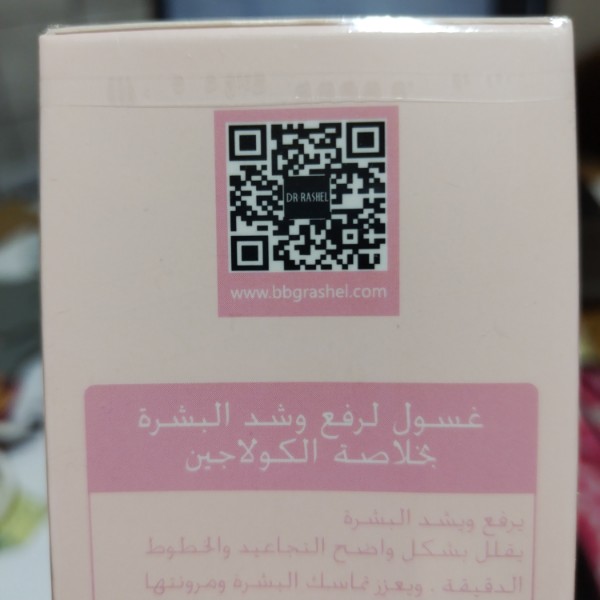 DR RASHEL
www.bbgrashel.com
غسول لرفع وشد البشرة
بخلاصة الكولاجين
يرفع ويشد البشرة
يقلل بشكل واضح التجاعيد والخطوط
الدقيقة . ويعزز تماسك البشرة ومرونتها